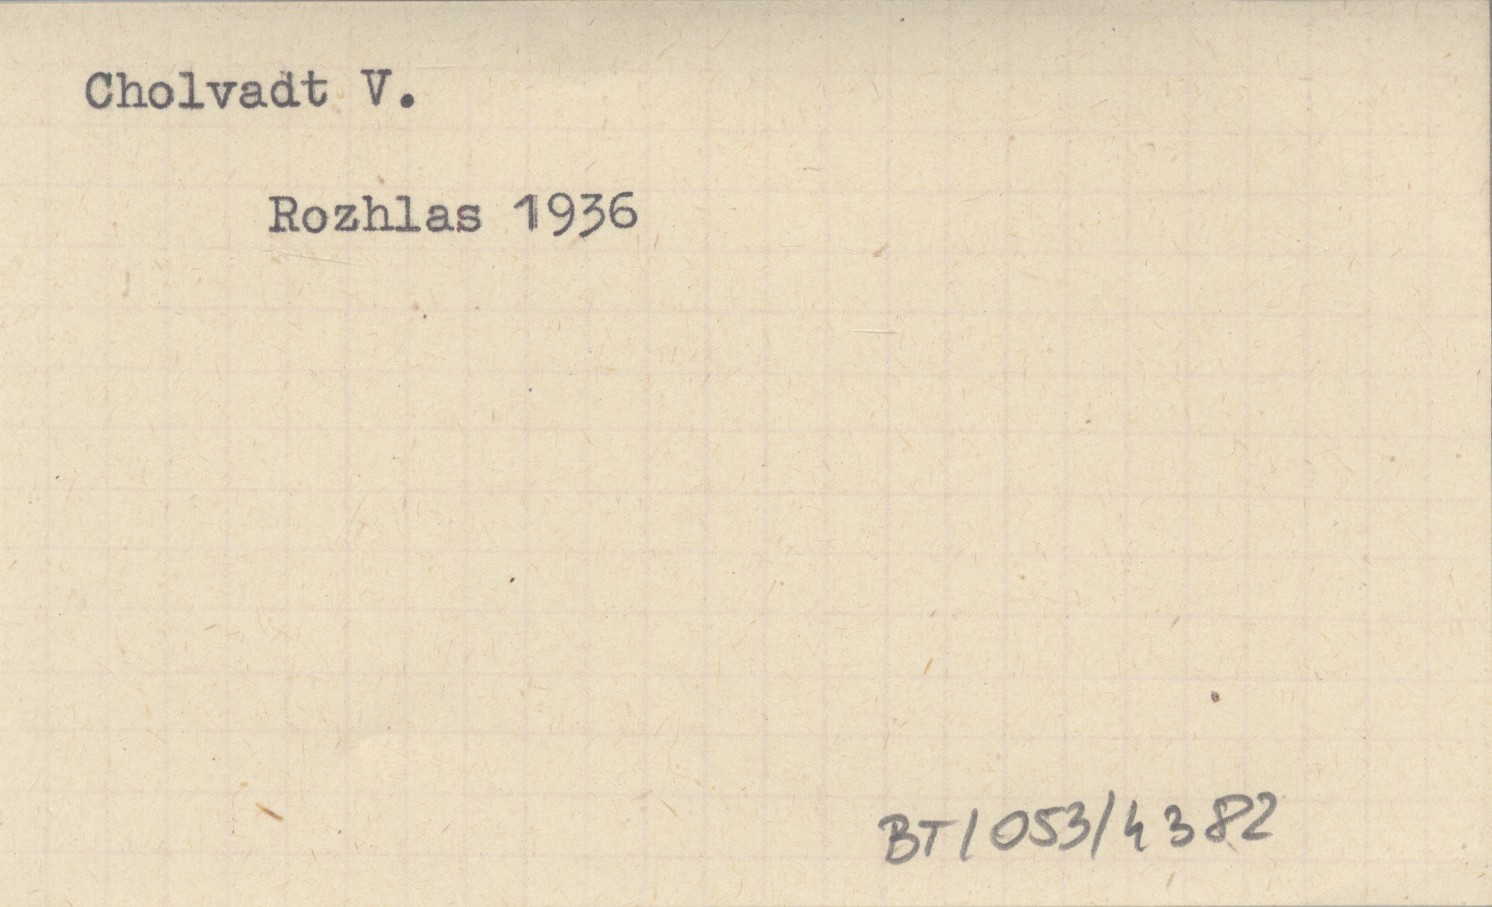 Cholvadt V.
Rozhlas 1936
BT/053/4382